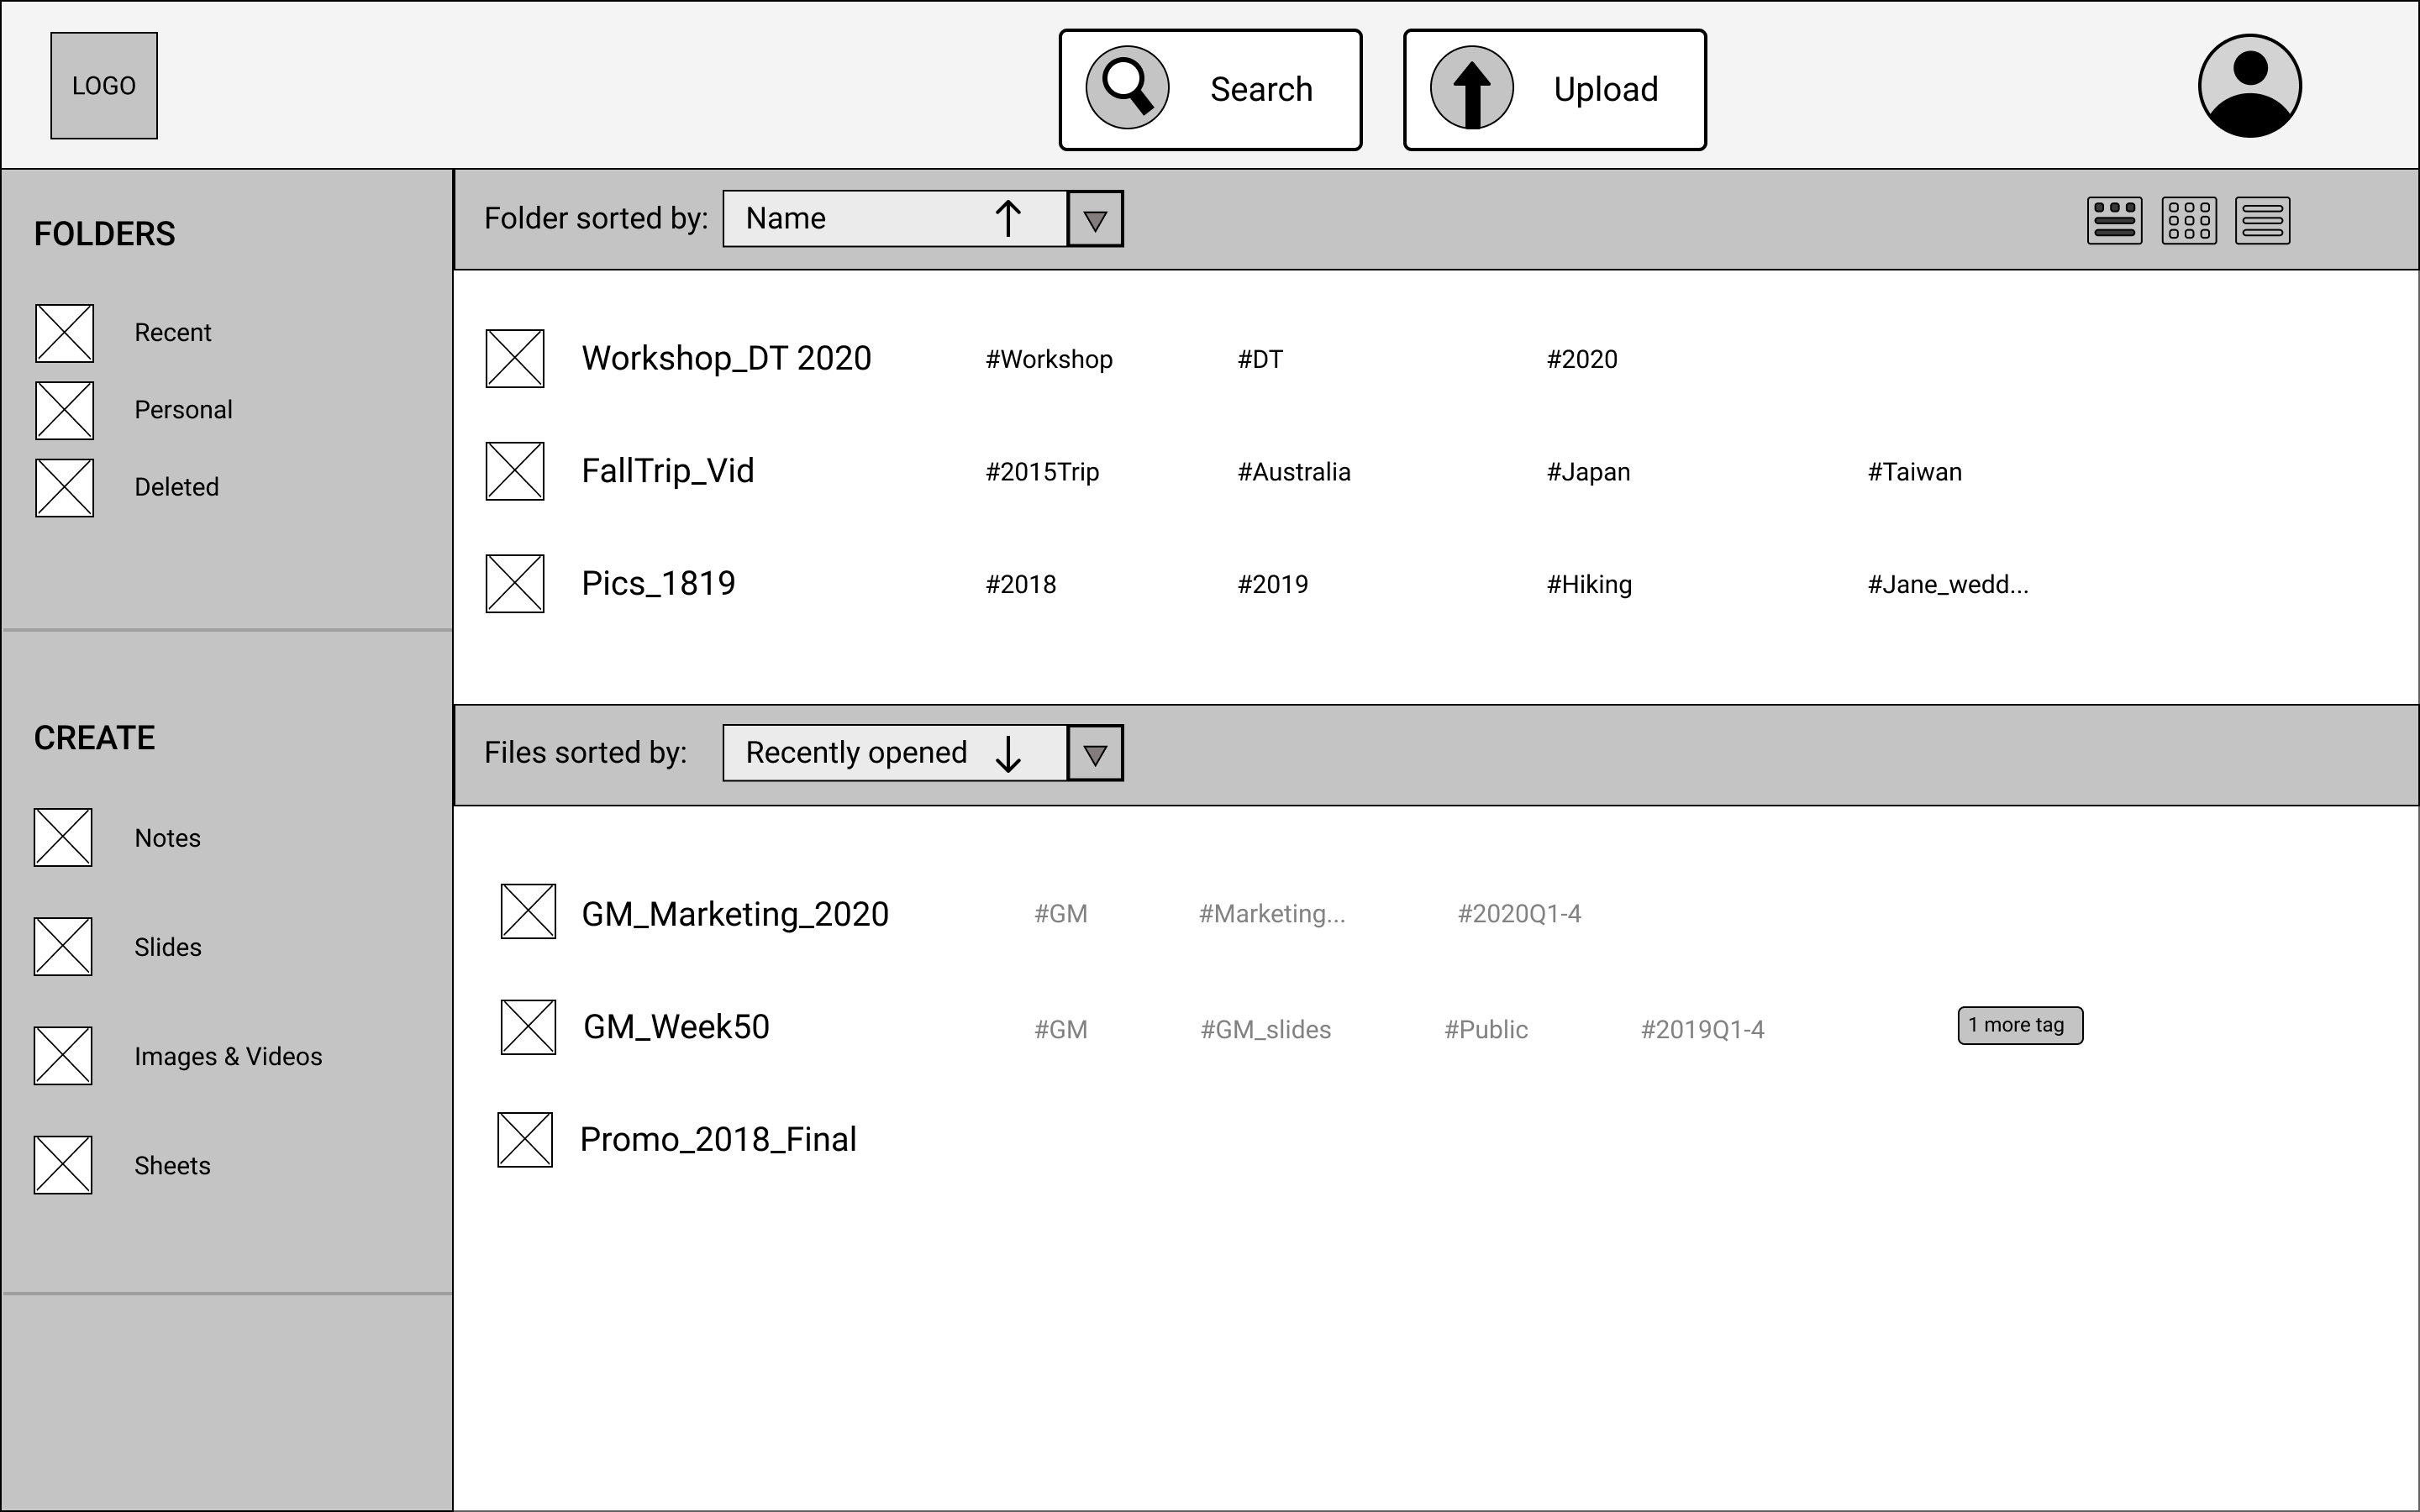 LOGO
Search
Upload
FOLDERS
Recent
Personal
Deleted
CREATE
Notes
Slides
Images & Videos
Sheets
Folder sorted by: Name
Workshop_DT 2020 #Workshop #DT #2020
FallTrip_Vid #2015Trip #Australia #Japan #Taiwan
Pics_1819 #2018 #2019 #Hiking #Jane_wedd...
Files sorted by: Recently opened
GM_Marketing_2020 #GM #Marketing... #2020Q1-4
GM_Week50 #GM #GM_slides #Public #2019Q1-4 1 more tag
Promo_2018_Final